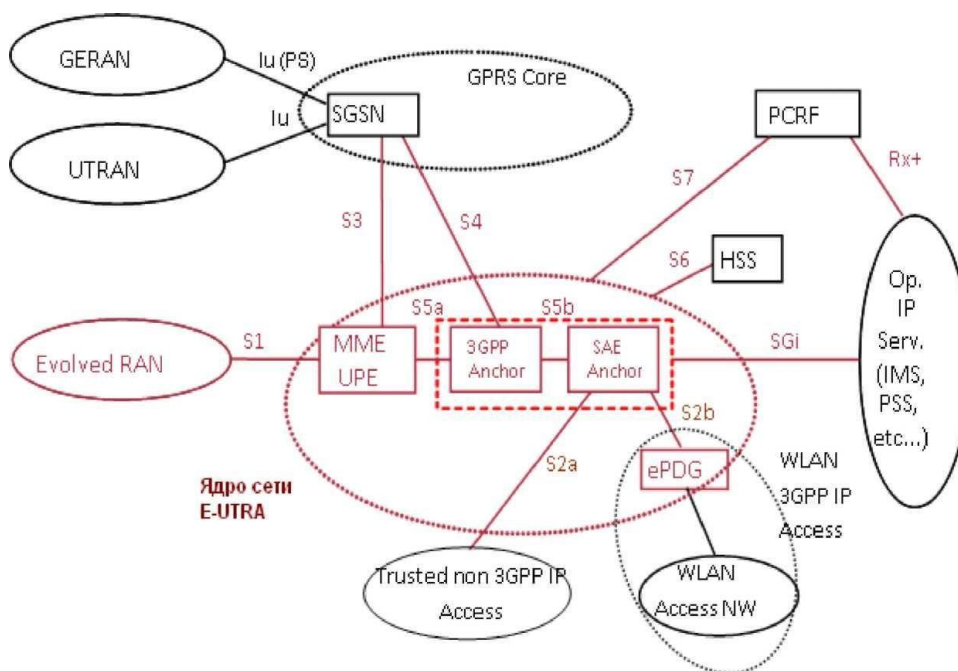 GERAN
Iu (PS)
GPRS Core
SGSN
PCRF
Iu
UTRAN
Rx+
S7
S3
S4
S6
HSS
Op.
IP
Serv.
(IMS,
PSS,
etc...)
S5a
S5b
S1
MME
UPE
3GPP
Anchor
SAE
Anchor
SGi
Evolved RAN
S2b
S2a
ePDG
WLAN
3GPP IP
Access
Ядро сети
E-UTRA
Trusted non 3GPP IP
Access
WLAN
Access NW